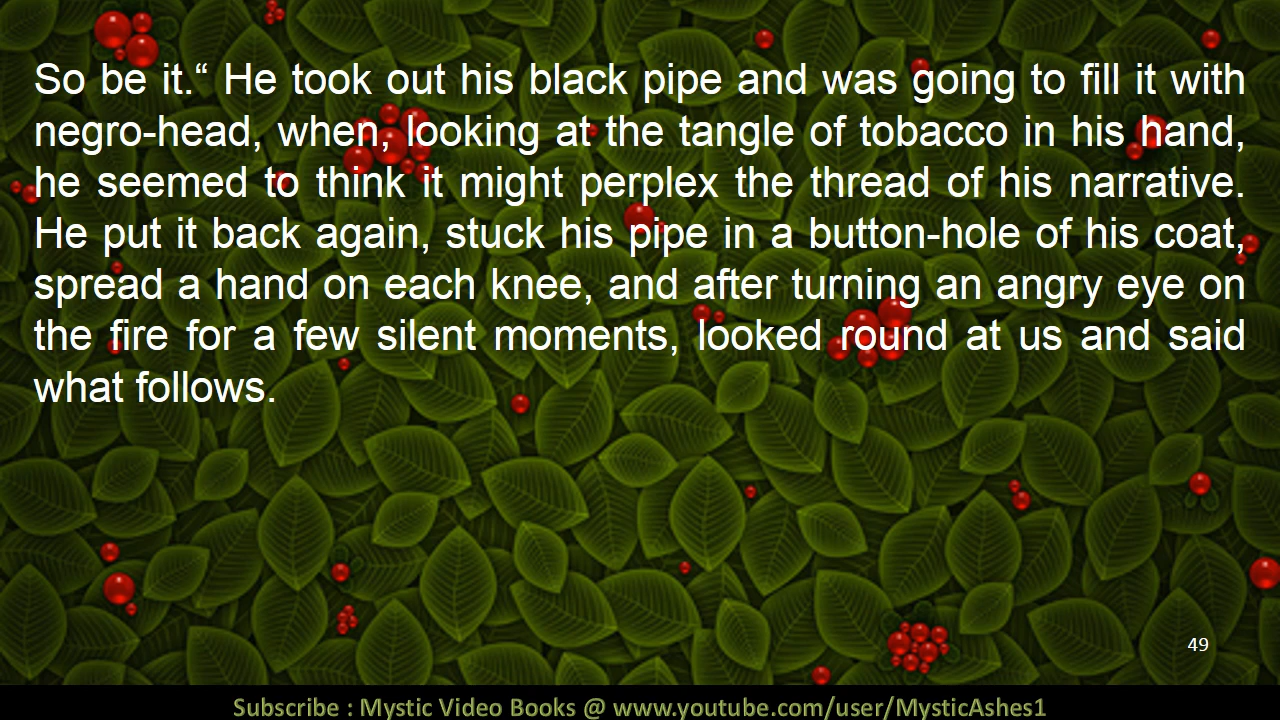 So be it.“ He took out his black pipe and was going to fill it with
negro-head, when, looking at the tangle of tobacco in his hand,
he seemed to think it might perplex the thread of his narrative.
He put it back again, stuck his pipe in a button-hole of his coat,
spread a hand on each knee, and after turning an angry eye on
the fire for a few silent moments, looked round at us and said
what follows.
49
Subscribe : Mystic Video Books @ www.youtube.com/user/MysticAshes1